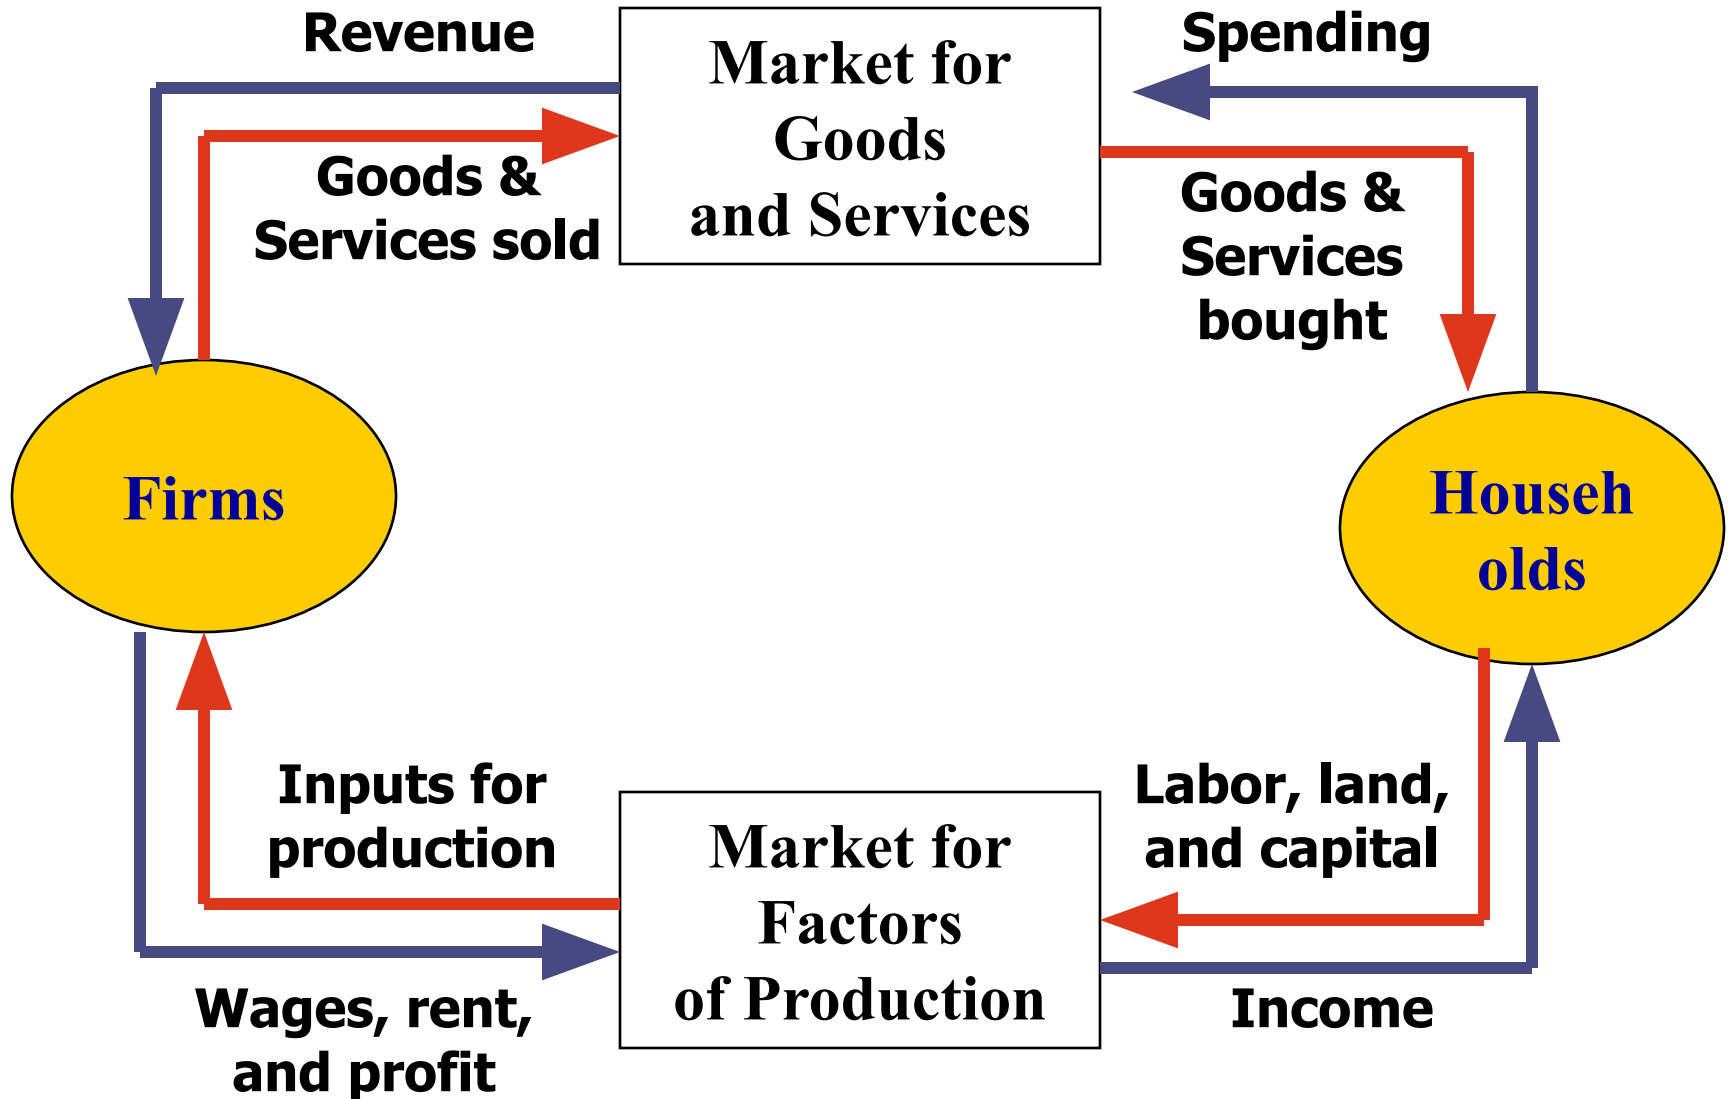 Revenue
Market for
Goods
and Services
Spending
Goods &
Services sold
Goods &
Services
bought
Firms
Househ
olds
Inputs for
production
Market for
Factors
of Production
Labor, land,
and capital
Wages, rent,
and profit
Income